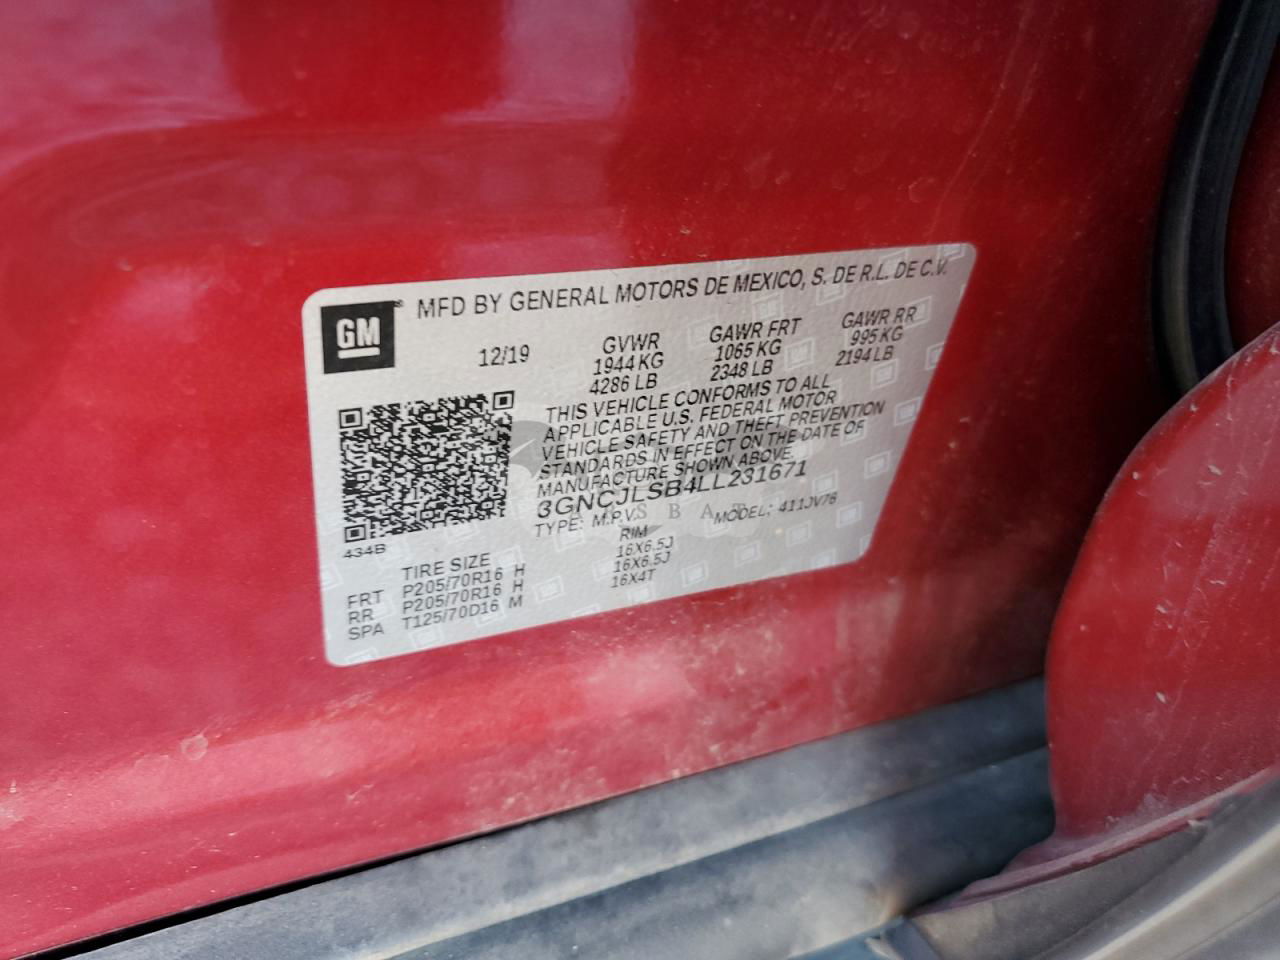 GM
MFD BY GENERAL MOTORS DE MEXICO, S. DE R.L. DE C.V.
12/19 GVWR GAWR FRT GAWR RR
1944 KG 1065 KG 995 KG
4286 LB 2348 LB 2194 LB
THIS VEHICLE CONFORMS TO ALL
APPLICABLE U.S. FEDERAL MOTOR
VEHICLE SAFETY AND THEFT PREVENTION
STANDARDS IN EFFECT ON THE DATE OF
MANUFACTURE SHOWN ABOVE.
3GNCJLSB4LL231671
TYPE: M.P.V. MODEL: 411JV76
434B
TIRE SIZE RIM
FRT P205/70R16 H 16X6.5J
RR P205/70R16 H 16X6.5J
SPA T125/70D16 M 16X4T